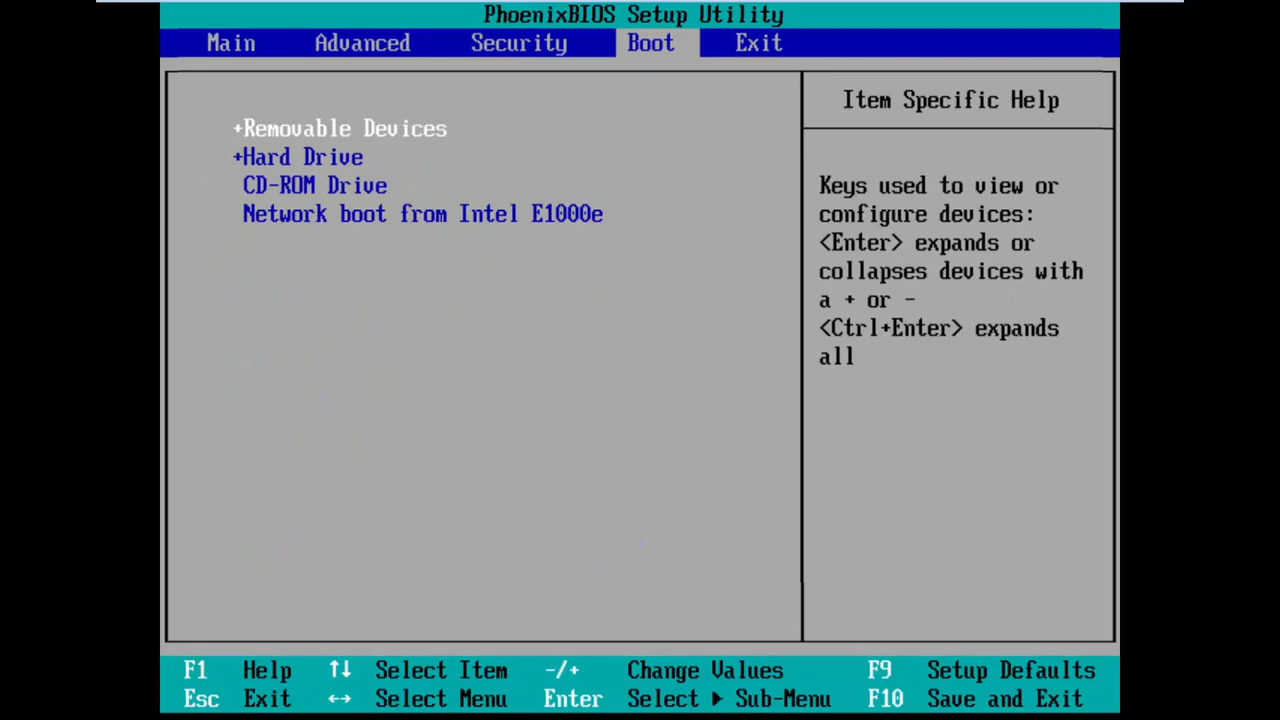 PhoenixBIOS Setup Utility
Main Advanced Security Boot Exit
+Removable Devices
+Hard Drive
CD-ROM Drive
Network boot from Intel E1000e
Item Specific Help
Keys used to view or
configure devices:
<Enter> expands or
collapses devices with
a + or -
<Ctrl+Enter> expands
all
F1 Help ↑↓ Select Item -/+ Change Values F9 Setup Defaults
Esc Exit ↔ Select Menu Enter Select ▶ Sub-Menu F10 Save and Exit